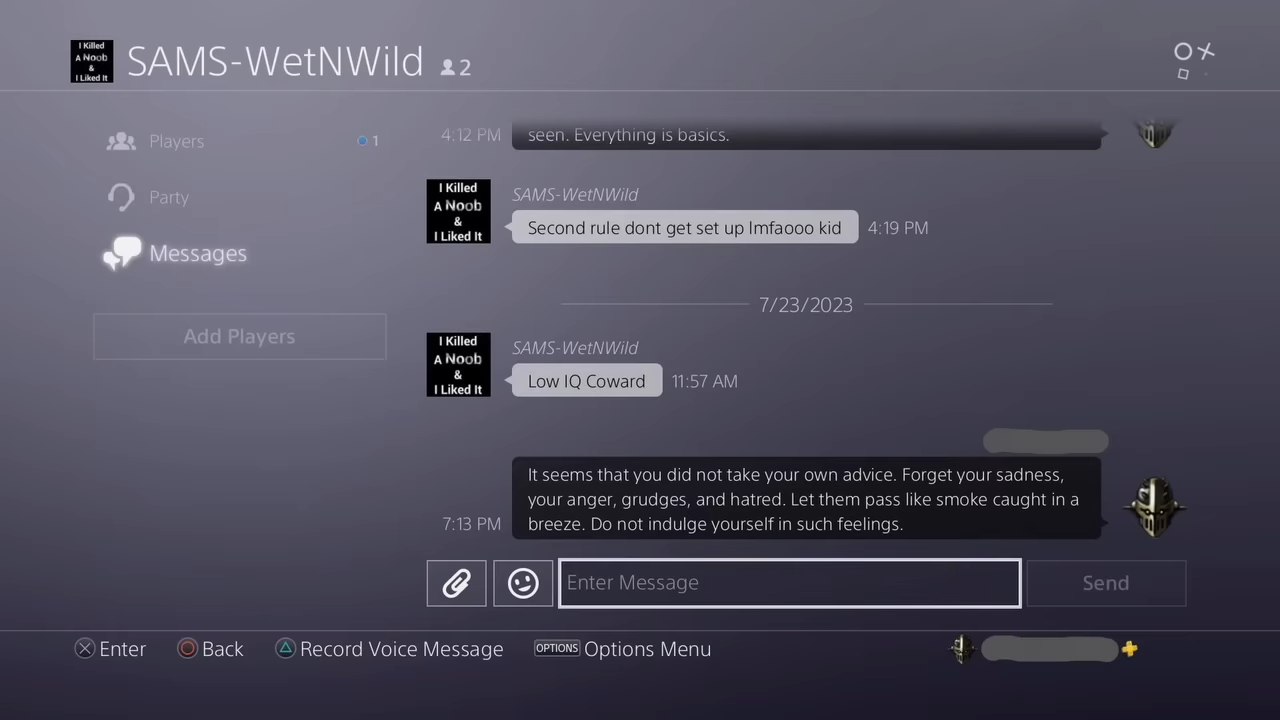 I Killed
A Noob
&
I Liked It
SAMS-WetNWild
2
Players
1
Party
Messages
Add Players
4:12 PM
seen. Everything is basics.
I Killed
A Noob
&
I Liked It
SAMS-WetNWild
Second rule dont get set up lmfaooo kid
4:19 PM
7/23/2023
I Killed
A Noob
&
I Liked It
SAMS-WetNWild
Low IQ Coward
11:57 AM
It seems that you did not take your own advice. Forget your sadness,
your anger, grudges, and hatred. Let them pass like smoke caught in a
breeze. Do not indulge yourself in such feelings.
7:13 PM
Enter Message
Send
Enter
Back
Record Voice Message
OPTIONS
Options Menu